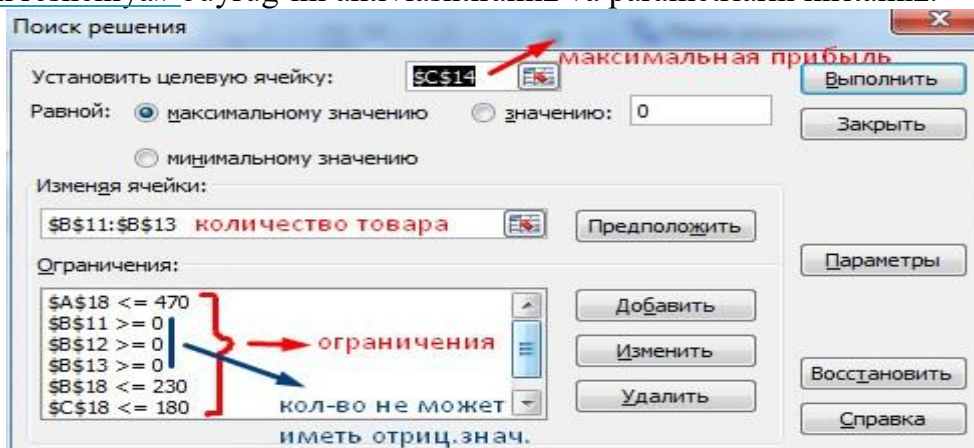 Поиск решения
Установить целевую ячейку: $C$14 максимальная прибыль
Выполнить
Равной: максимальному значению значению: 0
Закрыть
минимальному значению
Изменяя ячейки:
$B$11:$B$13 количество товара
Предположить
Ограничения:
Параметры
$A$18 <= 470
$B$11 >= 0
$B$12 >= 0
$B$13 >= 0
$B$18 <= 230
$C$18 <= 180
ограничения
кол-во не может
иметь отриц.знач.
Добавить
Изменить
Удалить
Восстановить
Справка